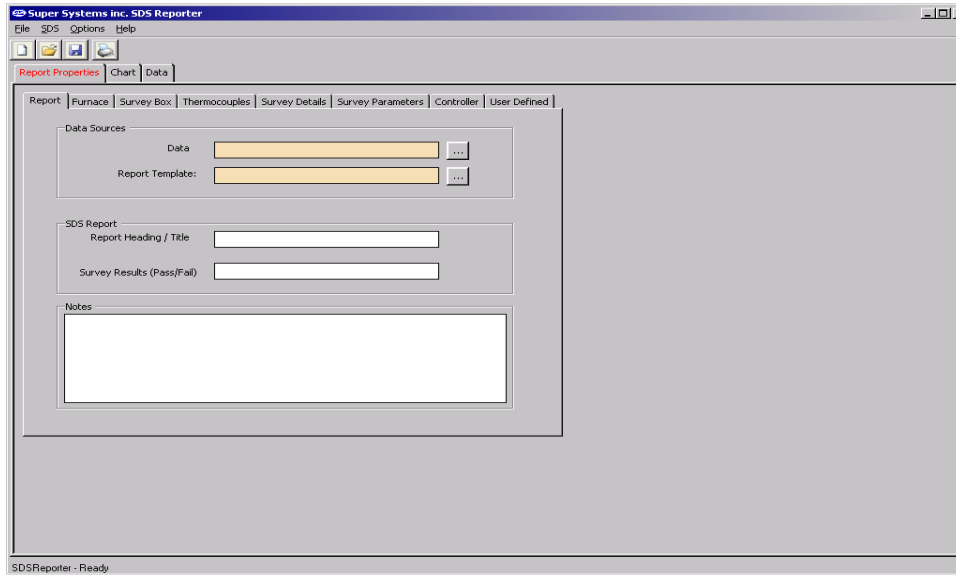 Super Systems inc. SDS Reporter
File SDS Options Help
Report Properties Chart Data
Report Furnace Survey Box Thermocouples Survey Details Survey Parameters Controller User Defined
Data Sources
Data ...
Report Template: ...
SDS Report
Report Heading / Title
Survey Results (Pass/Fail)
Notes
SDSReporter - Ready